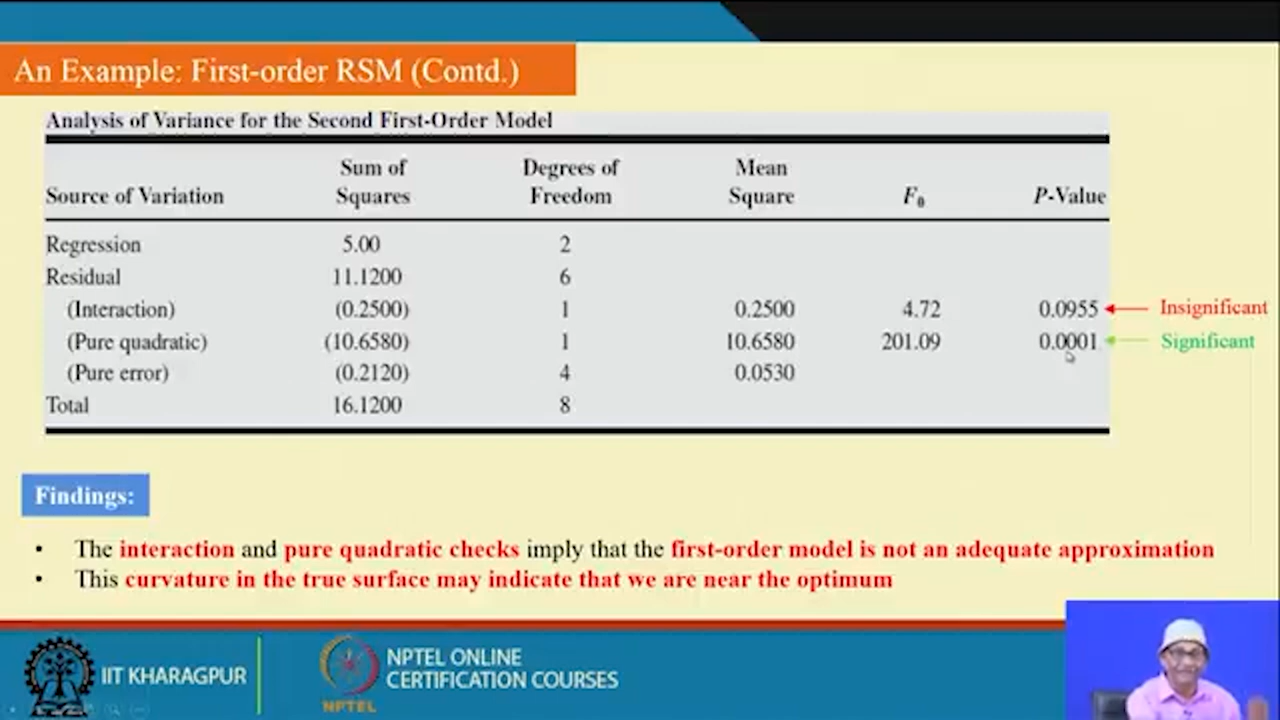 An Example: First-order RSM (Contd.)
Analysis of Variance for the Second First-Order Model
Source of Variation Sum of Squares Degrees of Freedom Mean Square F0 P-Value
Regression 5.00 2
Residual 11.1200 6
(Interaction) (0.2500) 1 0.2500 4.72 0.0955 Insignificant
(Pure quadratic) (10.6580) 1 10.6580 201.09 0.0001 Significant
(Pure error) (0.2120) 4 0.0530
Total 16.1200 8
Findings:
• The interaction and pure quadratic checks imply that the first-order model is not an adequate approximation
• This curvature in the true surface may indicate that we are near the optimum
IIT KHARAGPUR
NPTEL
NPTEL ONLINE
CERTIFICATION COURSES